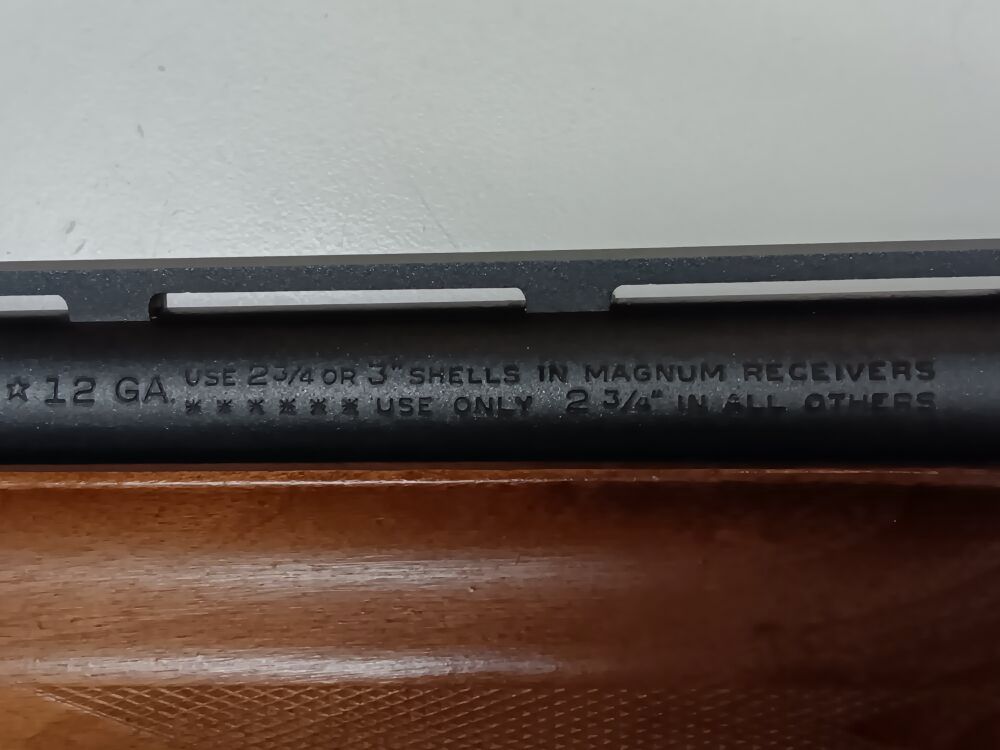 ☆ 12 GA. USE 2 3/4 OR 3" SHELLS IN MAGNUM RECEIVERS
* * * * * * USE ONLY 2 3/4" IN ALL OTHERS